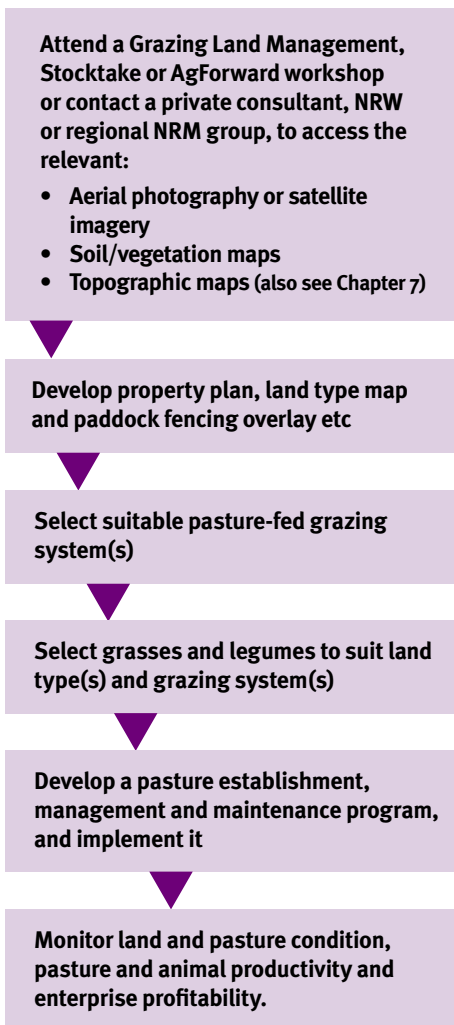 Attend a Grazing Land Management,
Stocktake or AgForward workshop
or contact a private consultant, NRW
or regional NRM group, to access the
relevant:
• Aerial photography or satellite
imagery
• Soil/vegetation maps
• Topographic maps (also see Chapter 7)
Develop property plan, land type map
and paddock fencing overlay etc
Select suitable pasture-fed grazing
system(s)
Select grasses and legumes to suit land
type(s) and grazing system(s)
Develop a pasture establishment,
management and maintenance program,
and implement it
Monitor land and pasture condition,
pasture and animal productivity and
enterprise profitability.